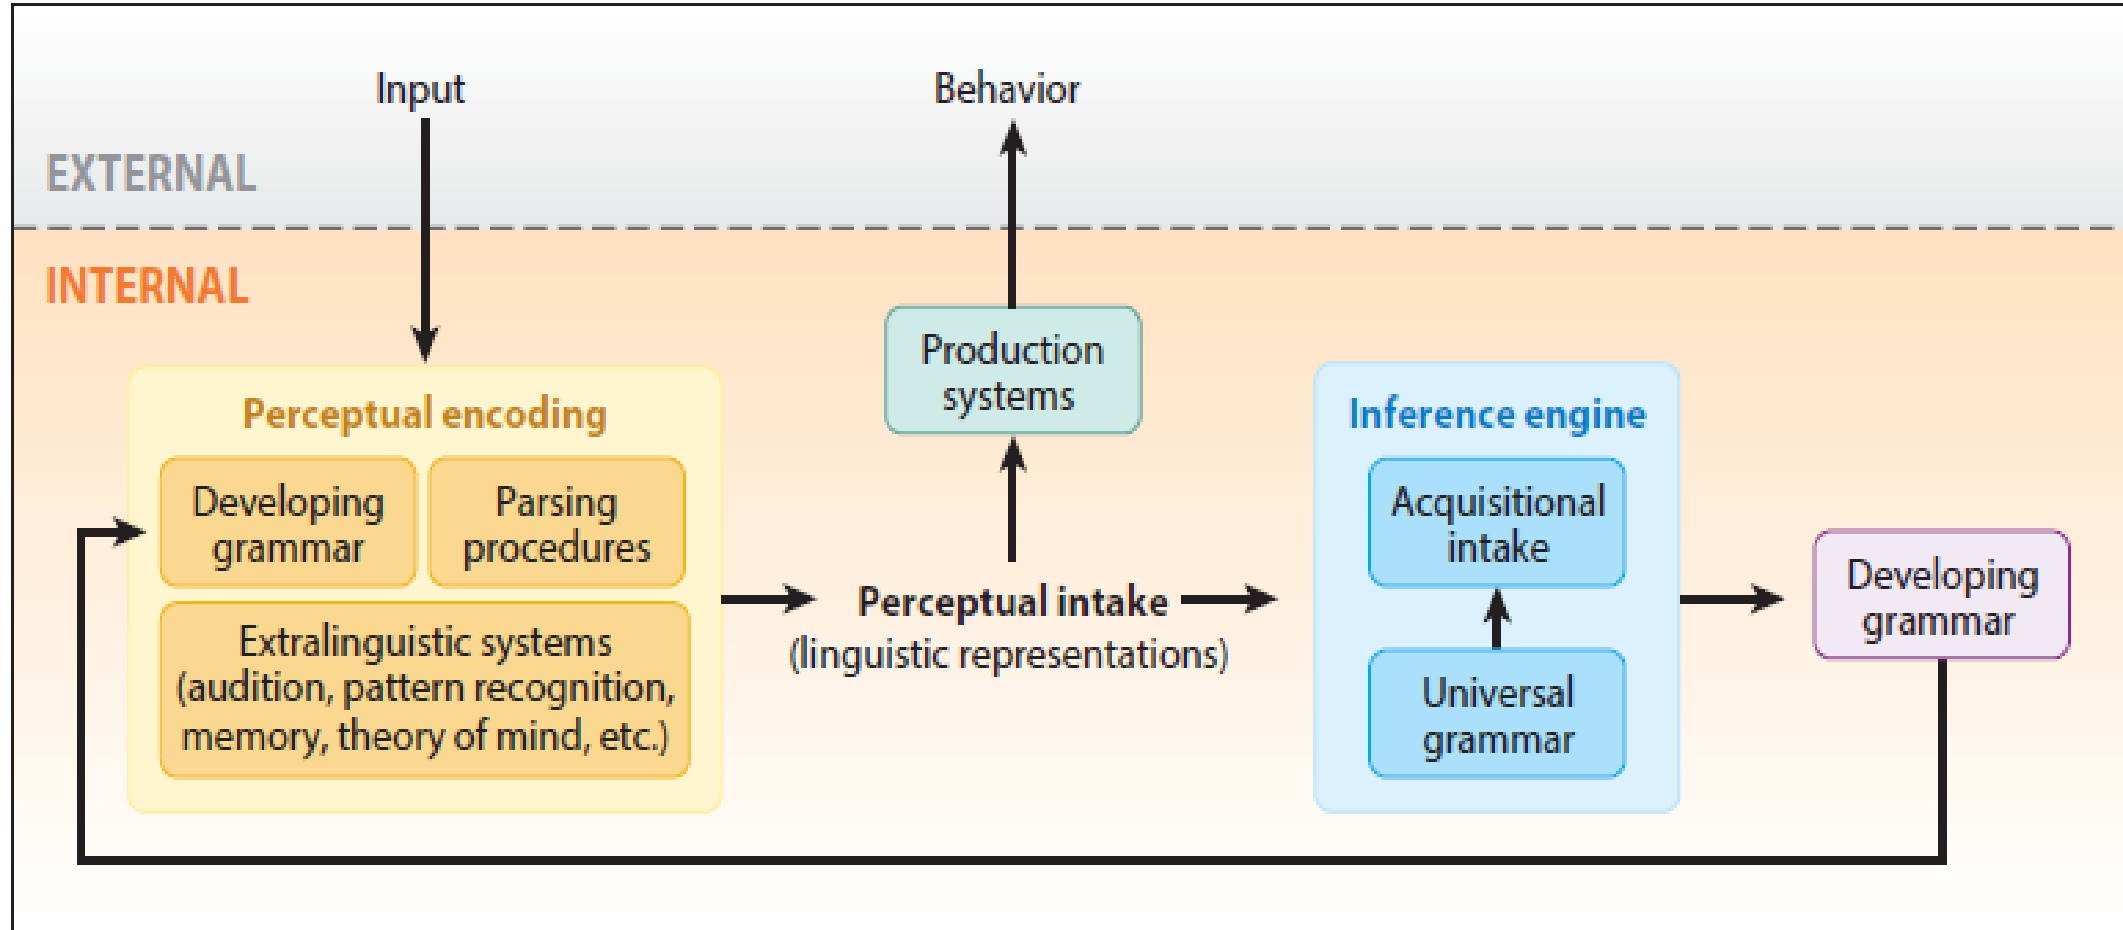 Input
Behavior
EXTERNAL
INTERNAL
Perceptual encoding
Developing
grammar
Parsing
procedures
Extralinguistic systems
(audition, pattern recognition,
memory, theory of mind, etc.)
Production
systems
Perceptual intake
(linguistic representations)
Inference engine
Acquisitional
intake
Universal
grammar
Developing
grammar